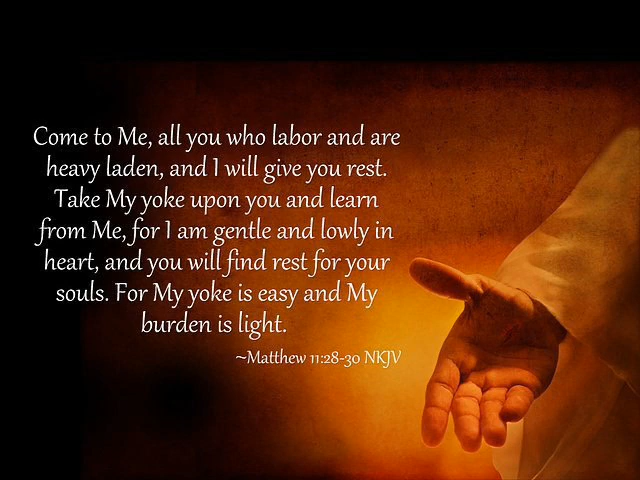 Come to Me, all you who labor and are
heavy laden, and I will give you rest.
Take My yoke upon you and learn
from Me, for I am gentle and lowly in
heart, and you will find rest for your
souls. For My yoke is easy and My
burden is light.
~Matthew 11:28-30 NKJV